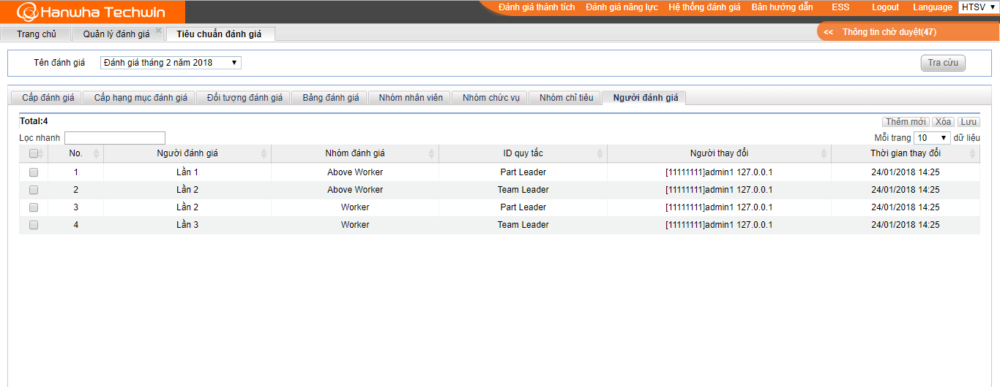 Hanwha Techwin Đánh giá thành tích Đánh giá năng lực Hệ thống đánh giá Bản hướng dẫn ESS Logout Language HTSV
Trang chủ Quản lý đánh giá Tiêu chuẩn đánh giá << Thông tin chờ duyệt(47)
Tên đánh giá Đánh giá tháng 2 năm 2018 Tra cứu
Cấp đánh giá Cấp hạng mục đánh giá Đối tượng đánh giá Bảng đánh giá Nhóm nhân viên Nhóm chức vụ Nhóm chỉ tiêu Người đánh giá
Total:4 Thêm mới Xóa Lưu
Lọc nhanh Mỗi trang 10 dữ liệu
No. Người đánh giá Nhóm đánh giá ID quy tắc Người thay đổi Thời gian thay đổi
1 Lần 1 Above Worker Part Leader [11111111]admin1 127.0.0.1 24/01/2018 14:25
2 Lần 2 Above Worker Team Leader [11111111]admin1 127.0.0.1 24/01/2018 14:25
3 Lần 2 Worker Part Leader [11111111]admin1 127.0.0.1 24/01/2018 14:25
4 Lần 3 Worker Team Leader [11111111]admin1 127.0.0.1 24/01/2018 14:25